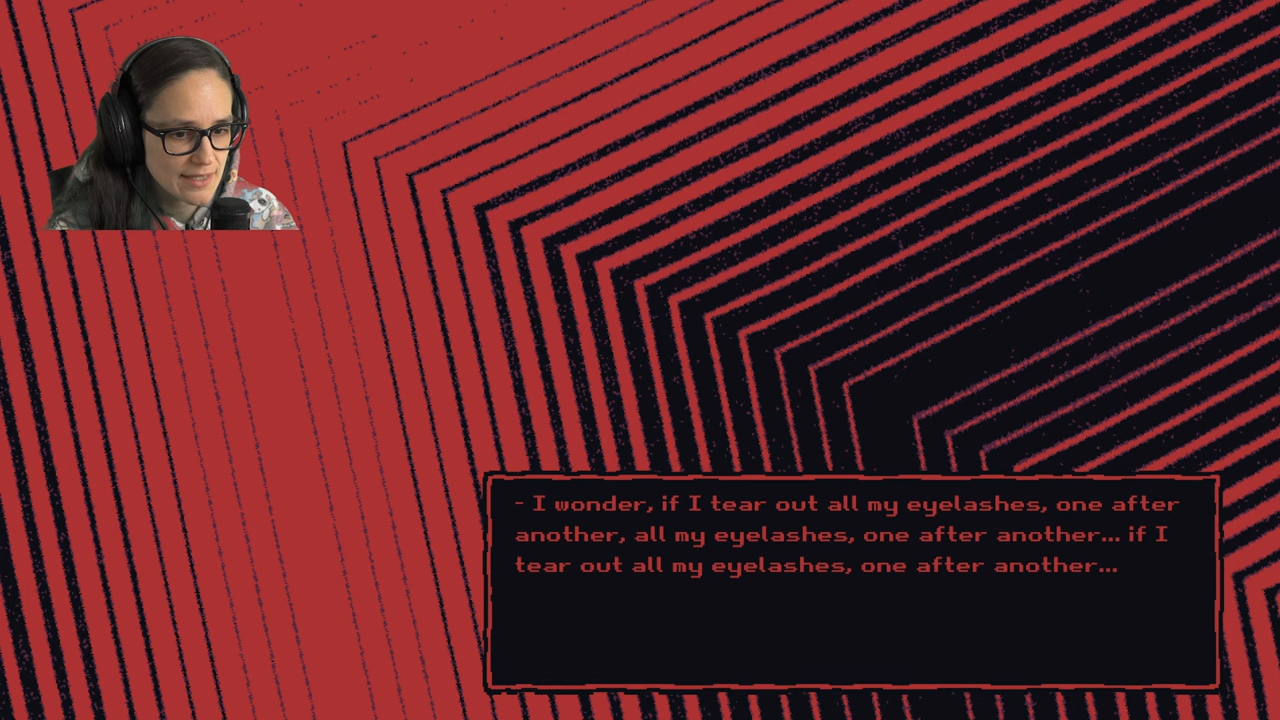 - I wonder, if I tear out all my eyelashes, one after
another, all my eyelashes, one after another... if I
tear out all my eyelashes, one after another...